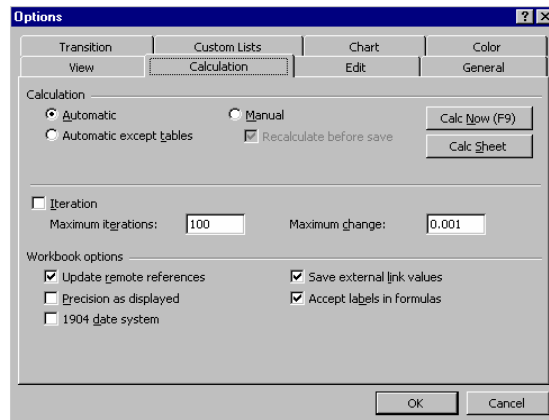 Options
Transition Custom Lists Chart Color
View Calculation Edit General
Calculation
Automatic Manual Calc Now (F9)
Automatic except tables Recalculate before save Calc Sheet
Iteration
Maximum iterations: 100 Maximum change: 0.001
Workbook options
Update remote references Save external link values
Precision as displayed Accept labels in formulas
1904 date system
OK Cancel